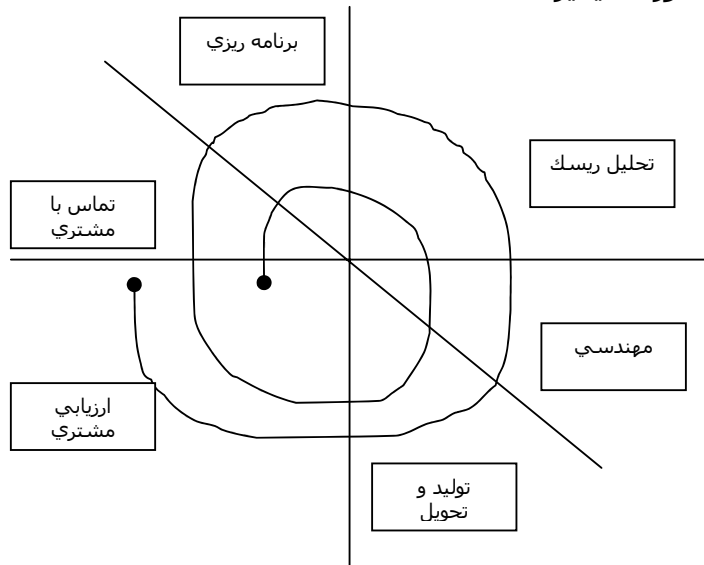 برنامه ريزي
تحليل ريسك
تماس با
مشتري
مهندسي
ارزيابي
مشتري
توليد و
تحويل